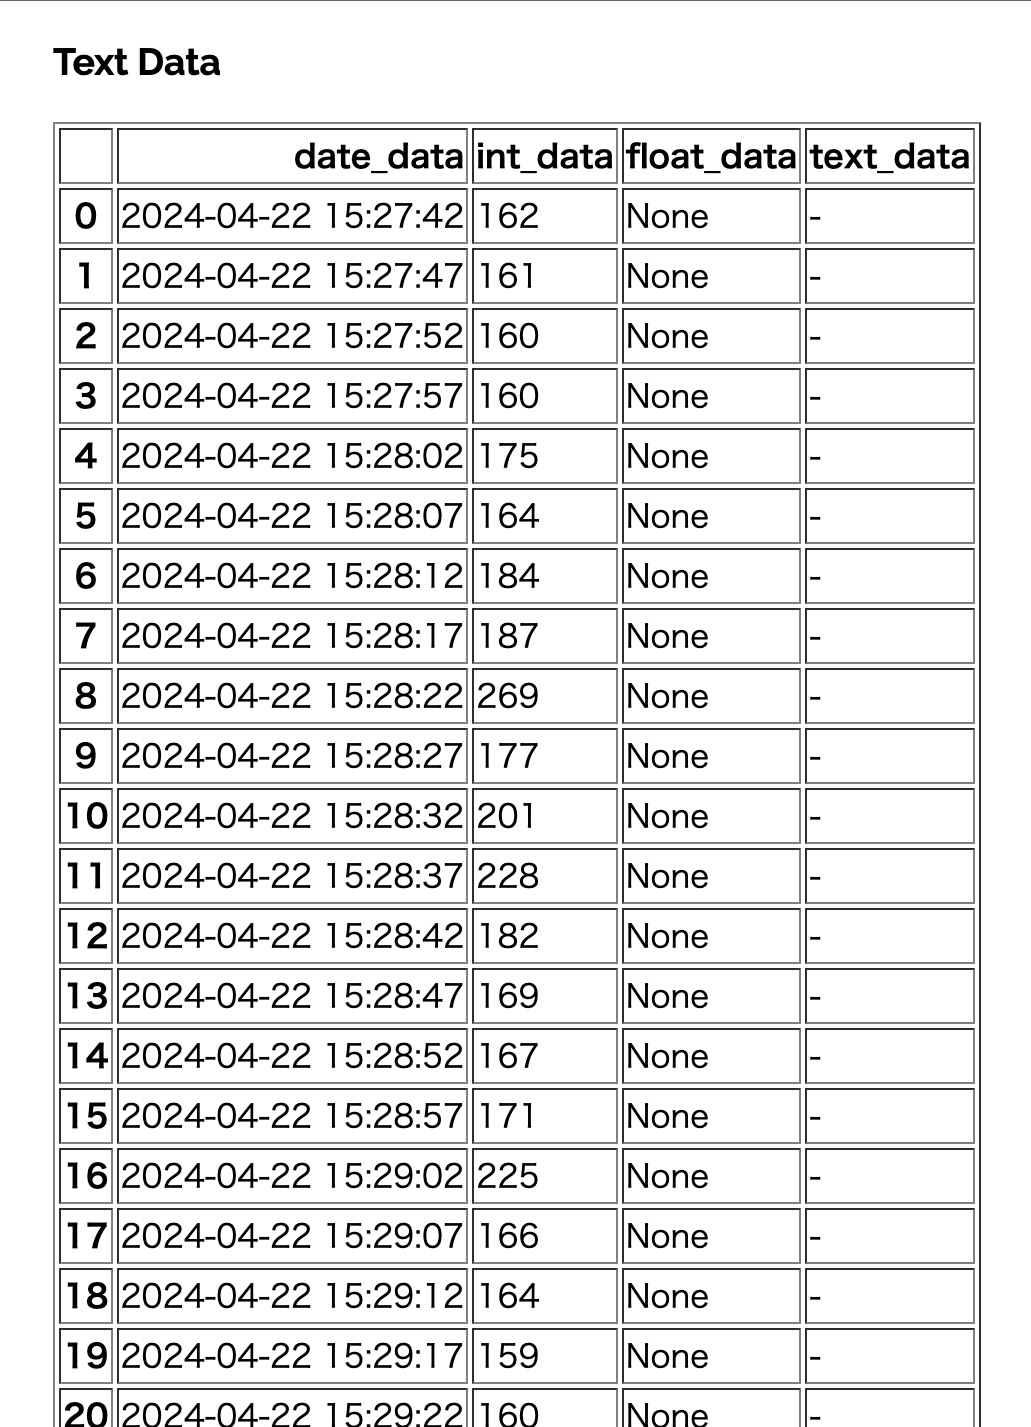 Text Data
date_data int_data float_data text_data
0 2024-04-22 15:27:42 162 None -
1 2024-04-22 15:27:47 161 None -
2 2024-04-22 15:27:52 160 None -
3 2024-04-22 15:27:57 160 None -
4 2024-04-22 15:28:02 175 None -
5 2024-04-22 15:28:07 164 None -
6 2024-04-22 15:28:12 184 None -
7 2024-04-22 15:28:17 187 None -
8 2024-04-22 15:28:22 269 None -
9 2024-04-22 15:28:27 177 None -
10 2024-04-22 15:28:32 201 None -
11 2024-04-22 15:28:37 228 None -
12 2024-04-22 15:28:42 182 None -
13 2024-04-22 15:28:47 169 None -
14 2024-04-22 15:28:52 167 None -
15 2024-04-22 15:28:57 171 None -
16 2024-04-22 15:29:02 225 None -
17 2024-04-22 15:29:07 166 None -
18 2024-04-22 15:29:12 164 None -
19 2024-04-22 15:29:17 159 None -
20 2024-04-22 15:29:22 160 None -